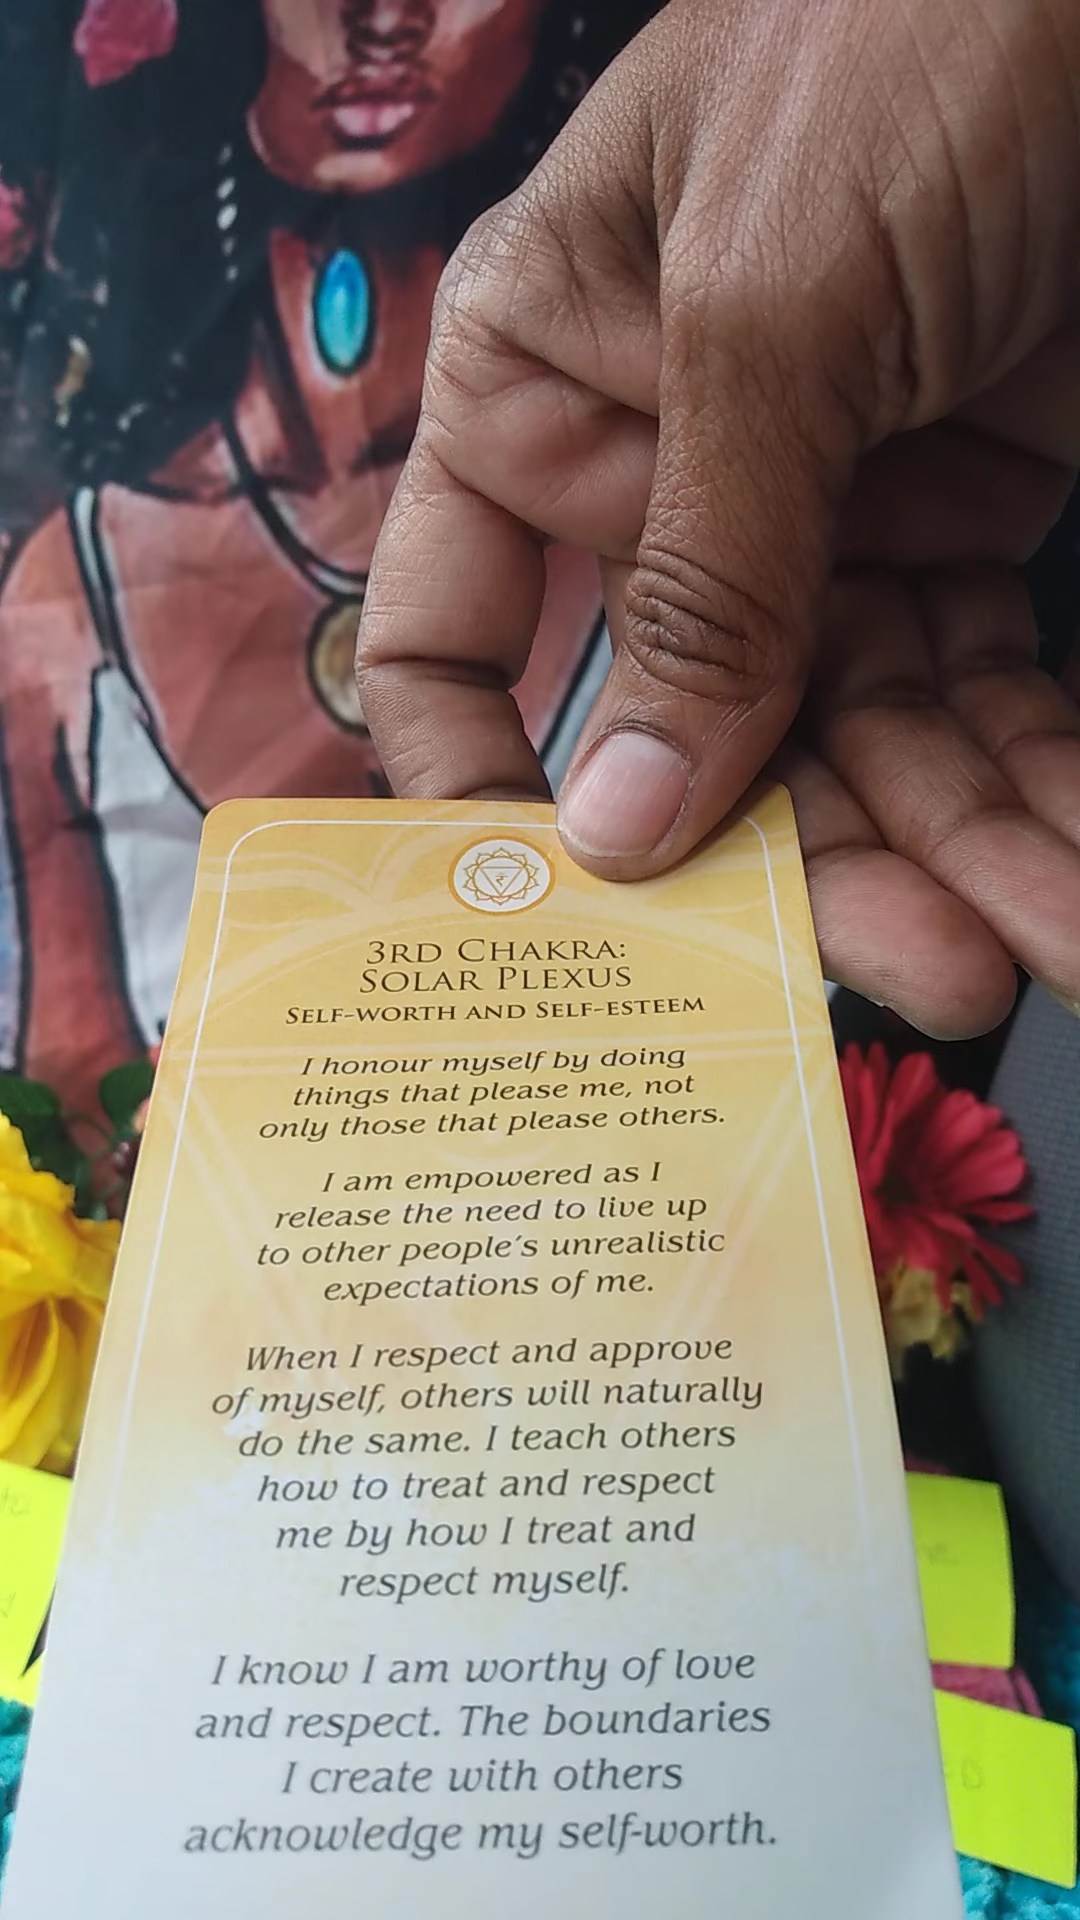 3RD CHAKRA:
SOLAR PLEXUS
SELF-WORTH AND SELF-ESTEEM
I honour myself by doing
things that please me, not
only those that please others.
I am empowered as I
release the need to live up
to other people's unrealistic
expectations of me.
When I respect and approve
of myself, others will naturally
do the same. I teach others
how to treat and respect
me by how I treat and
respect myself.
I know I am worthy of love
and respect. The boundaries
I create with others
acknowledge my self-worth.